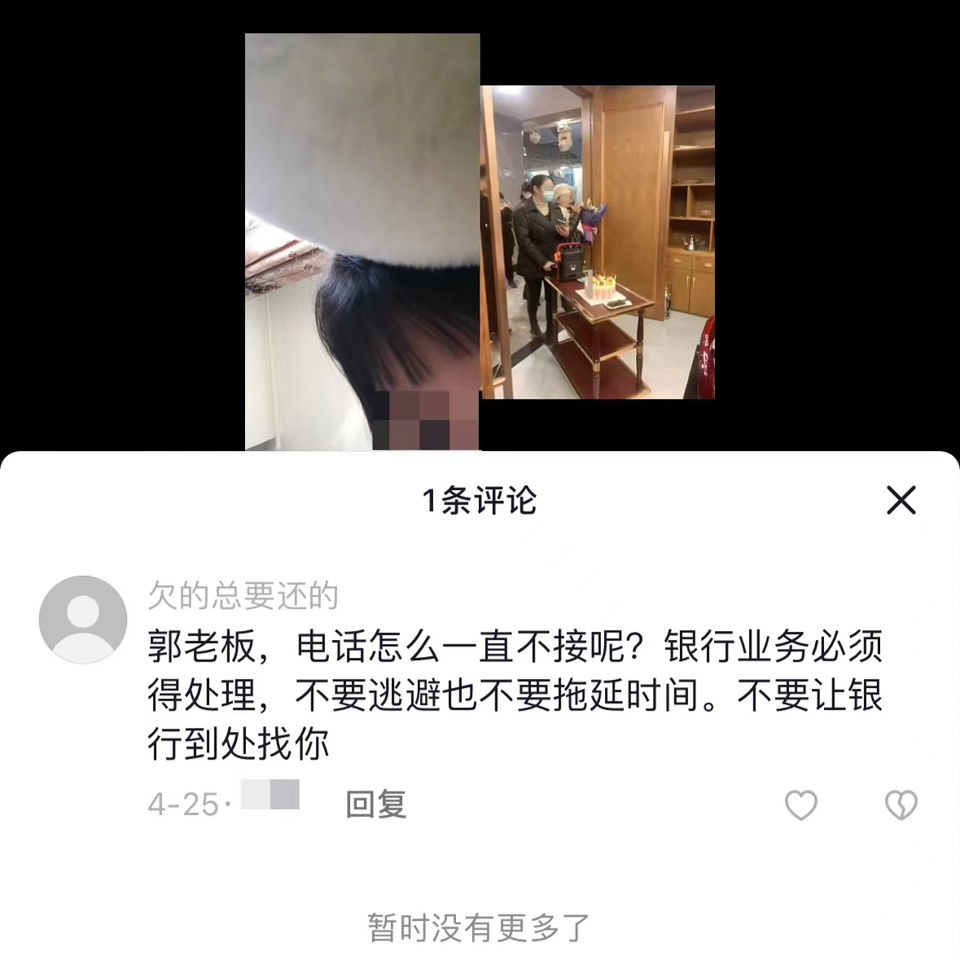 1条评论
欠的总要还的
郭老板，电话怎么一直不接呢？银行业务必须
得处理，不要逃避也不要拖延时间。不要让银
行到处找你
4-25· 回复
暂时没有更多了